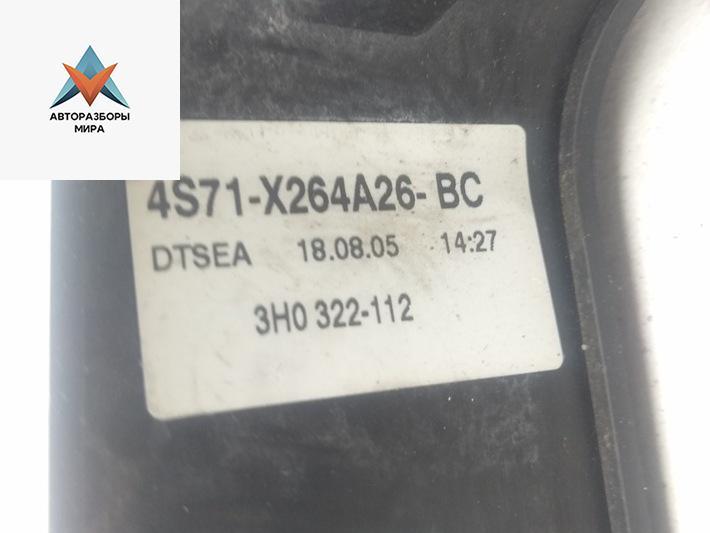 АВТОРАЗБОРЫ
МИРА
4S71-X264A26- BC
DTSEA 18.08.05 14:27
3H0 322-112